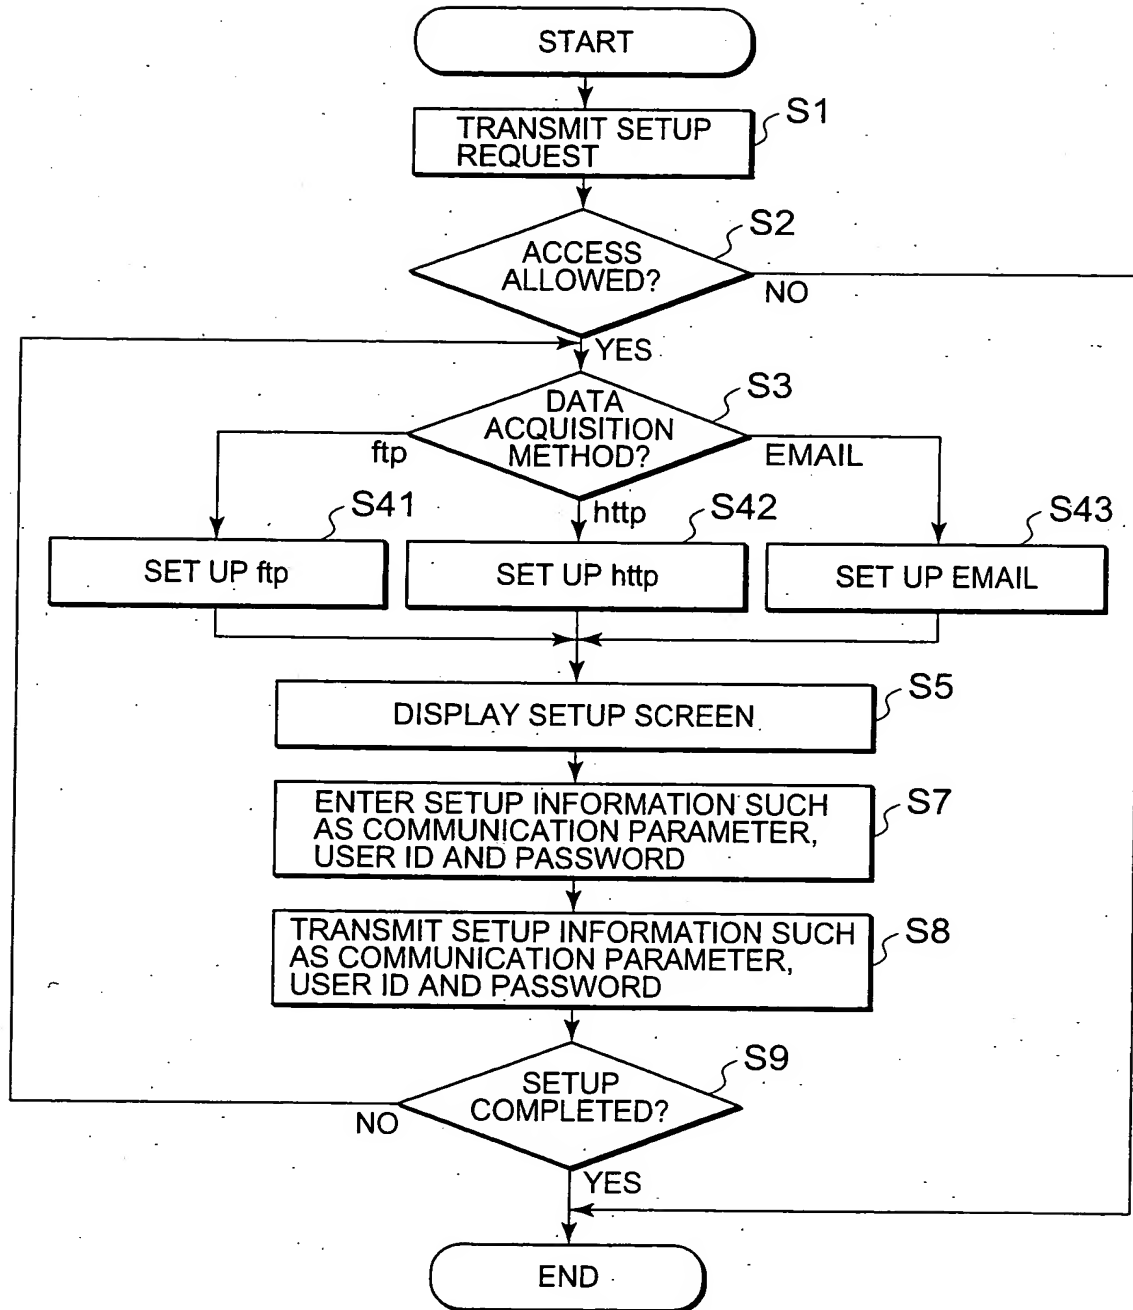 START
S1
TRANSMIT SETUP
REQUEST
S2
ACCESS
ALLOWED?
NO
YES
S3
DATA
ACQUISITION
METHOD?
ftp
EMAIL
http
S41
S42
S43
SET UP ftp
SET UP http
SET UP EMAIL
S5
DISPLAY SETUP SCREEN
S7
ENTER SETUP INFORMATION SUCH
AS COMMUNICATION PARAMETER,
USER ID AND PASSWORD
S8
TRANSMIT SETUP INFORMATION SUCH
AS COMMUNICATION PARAMETER,
USER ID AND PASSWORD
S9
SETUP
COMPLETED?
NO
YES
END